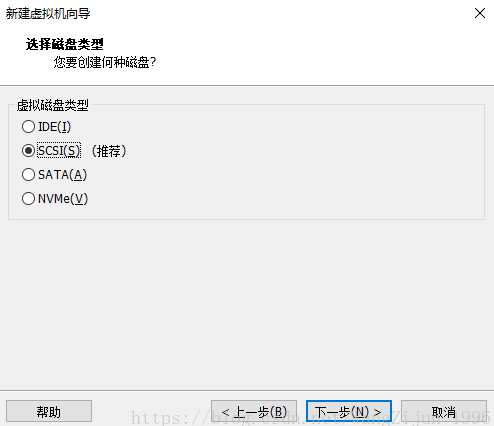 新建虚拟机向导
选择磁盘类型
您要创建何种磁盘?
虚拟磁盘类型
IDE(I)
SCSI(S) (推荐)
SATA(A)
NVMe(V)
帮助
< 上一步(B)
下一步(N) >
取消